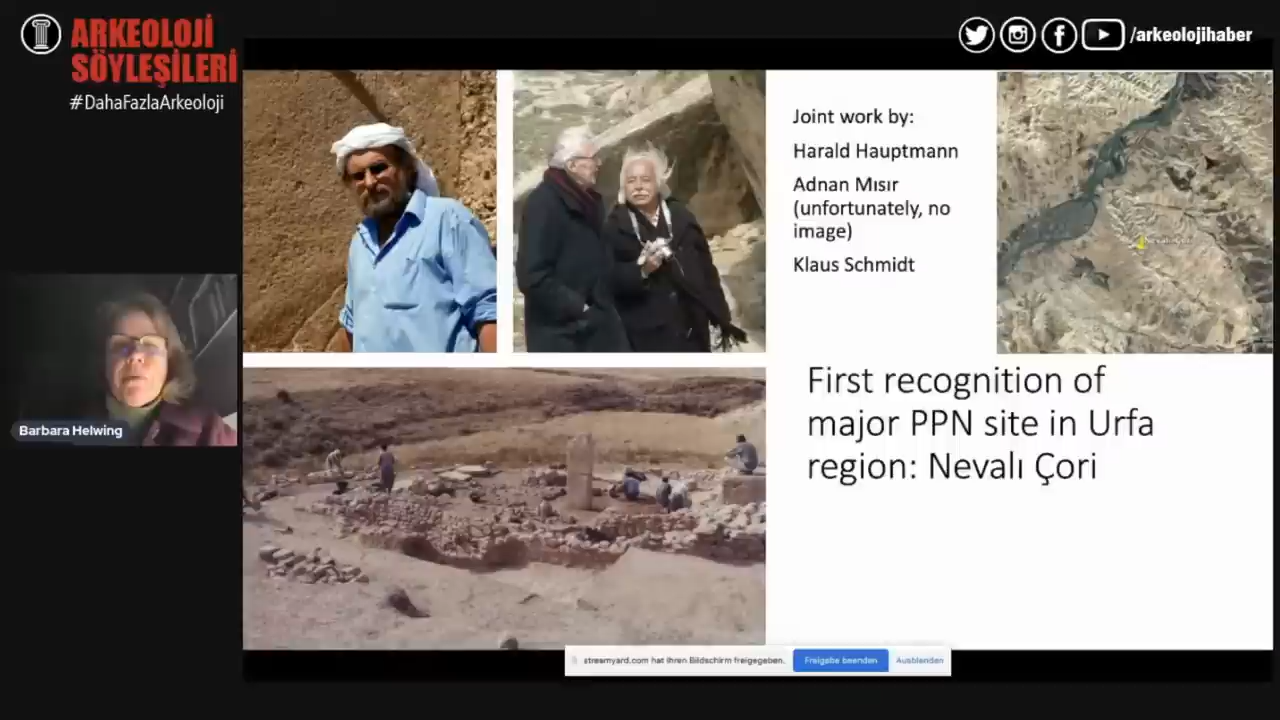 ARKEOLOJİ
SÖYLEŞİLERİ
#DahaFazlaArkeoloji
/arkeolojihaber
Joint work by:
Harald Hauptmann
Adnan Mısır
(unfortunately, no
image)
Klaus Schmidt
Nevalı Çori
First recognition of
major PPN site in Urfa
region: Nevalı Çori
Barbara Helwing
streamyard.com hat Ihren Bildschirm freigegeben.
Freigabe beenden
Ausblenden